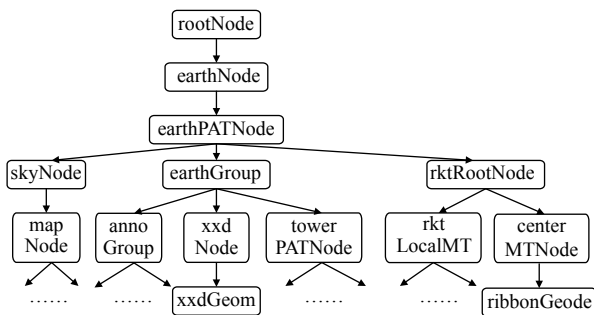 rootNode
earthNode
earthPATNode
skyNode
earthGroup
rktRootNode
map
Node
anno
Group
xxd
Node
tower
PATNode
rkt
LocalMT
center
MTNode
……
……
xxdGeom
……
……
ribbonGeode